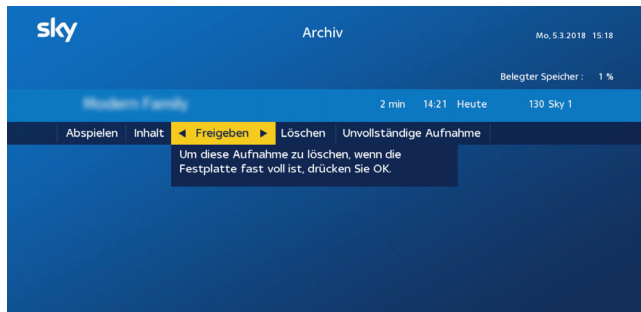 sky
Archiv
Mo, 5.3.2018 15:18
Belegter Speicher : 1 %
Modern Family 2 min 14:21 Heute 130 Sky 1
Abspielen Inhalt ◀ Freigeben ▶ Löschen Unvollständige Aufnahme
Um diese Aufnahme zu löschen, wenn die
Festplatte fast voll ist, drücken Sie OK.